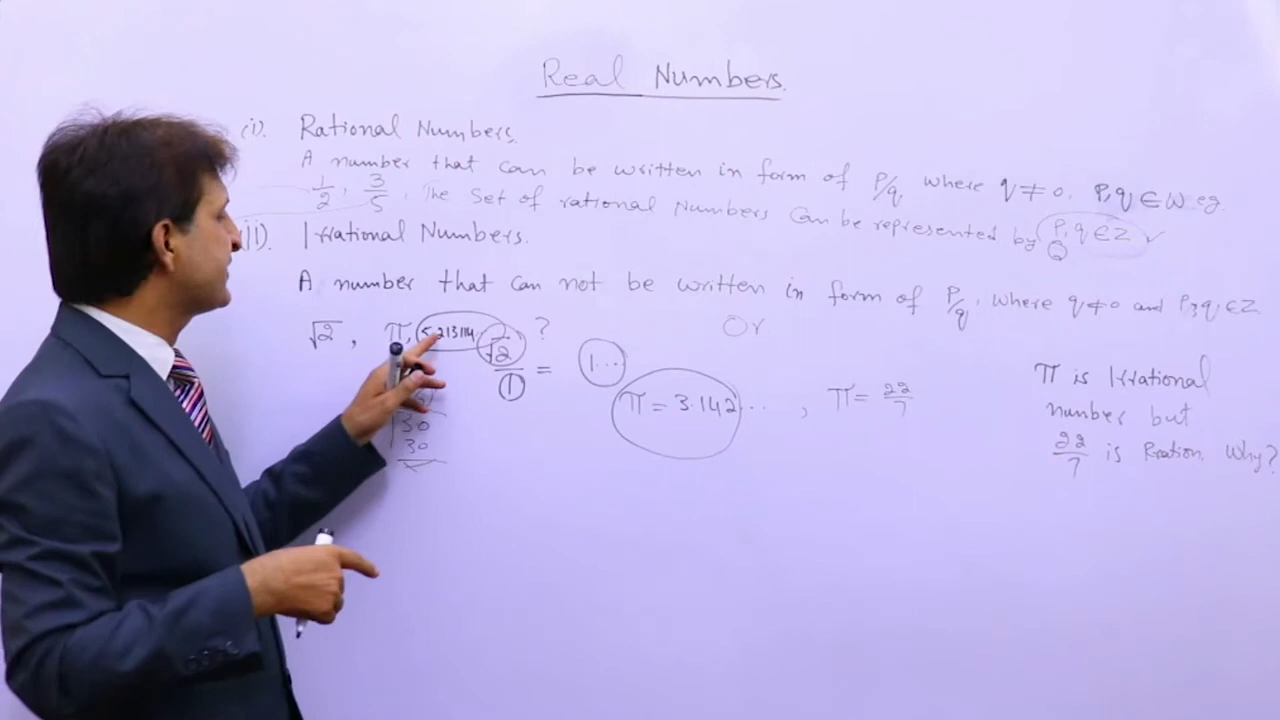 Real Numbers.
(i). Rational Numbers,
A number that can be written in form of P/q where q ≠ 0, P,q ∈ W eg.
1/2, 3/5, The Set of rational Numbers Can be represented by P,q ∈ Z ✓
Q
(ii). Irrational Numbers.
A number that can not be written in form of P/q, where q ≠ 0 and P,q ∈ Z
√2, π, 5.213114.. ? Or
√2/1 = 1...
π = 3.142..., π = 22/7
50
30
π is Irrational
number but
22/7 is Rration. Why?